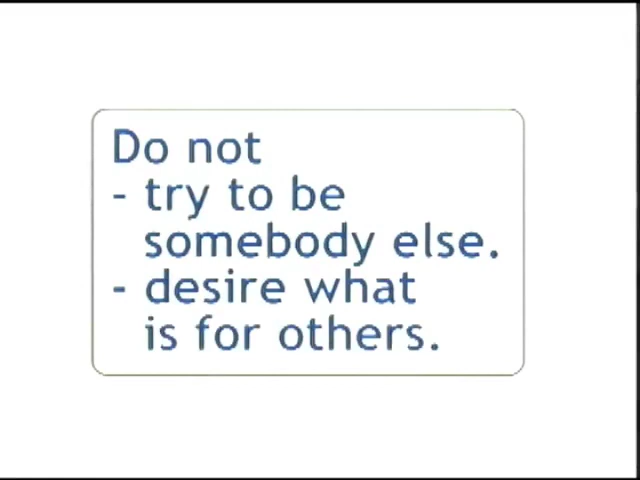 Do not
- try to be
somebody else.
- desire what
is for others.